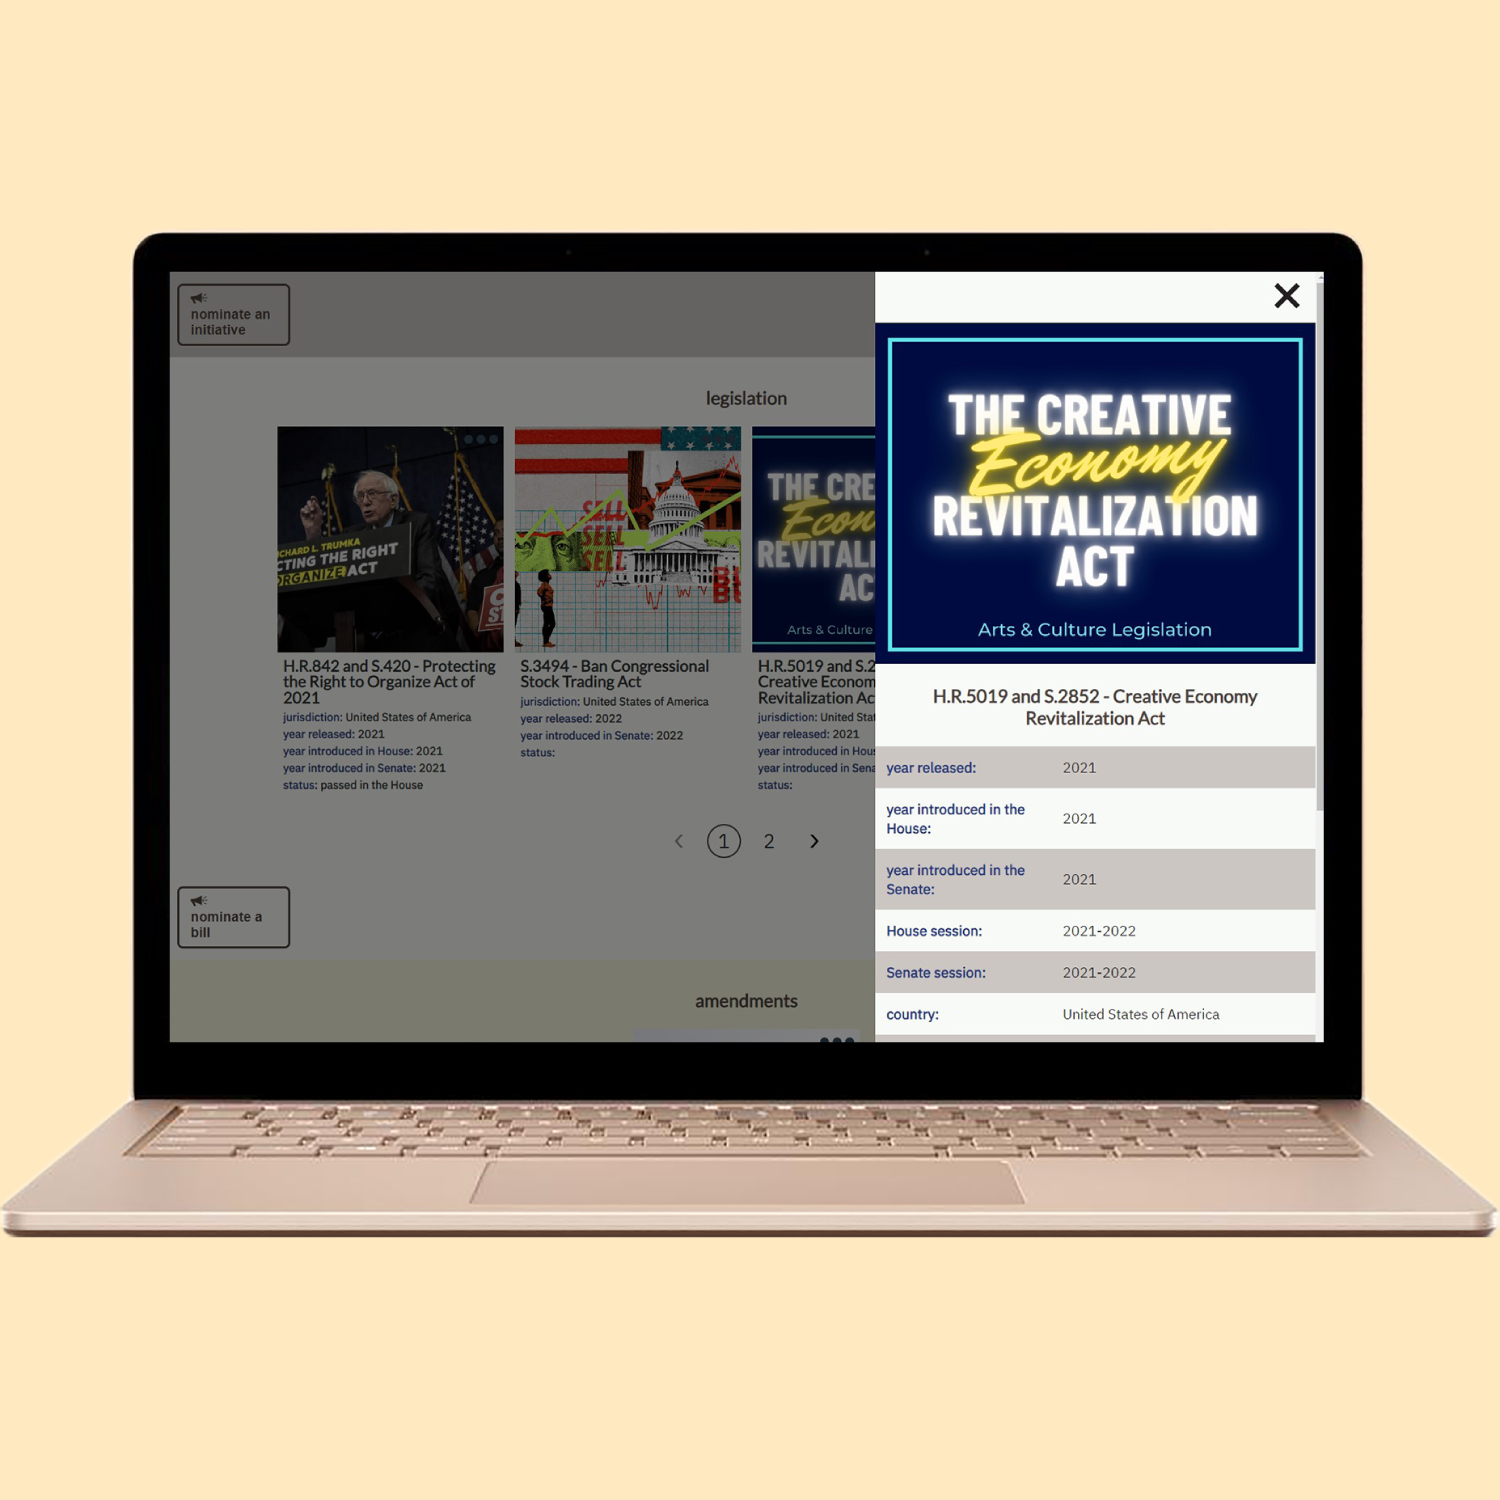 nominate an
initiative
legislation
RICHARD L. TRUMKA
CTING THE RIGHT
ORGANIZE ACT
SELL
SELL
SELL
THE CRE
Econ
REVITAL
AC
Arts & Culture
H.R.842 and S.420 - Protecting
the Right to Organize Act of
2021
jurisdiction: United States of America
year released: 2021
year introduced in House: 2021
year introduced in Senate: 2021
status: passed in the House
S.3494 - Ban Congressional
Stock Trading Act
jurisdiction: United States of America
year released: 2022
year introduced in Senate: 2022
status:
H.R.5019 and S.2
Creative Econom
Revitalization Ac
jurisdiction: United Stat
year released: 2021
year introduced in Hous
year introduced in Sena
status:
1 2
nominate a
bill
amendments
THE CREATIVE
Economy
REVITALIZATION
ACT
Arts & Culture Legislation
H.R.5019 and S.2852 - Creative Economy
Revitalization Act
year released: 2021
year introduced in the
House: 2021
year introduced in the
Senate: 2021
House session: 2021-2022
Senate session: 2021-2022
country: United States of America